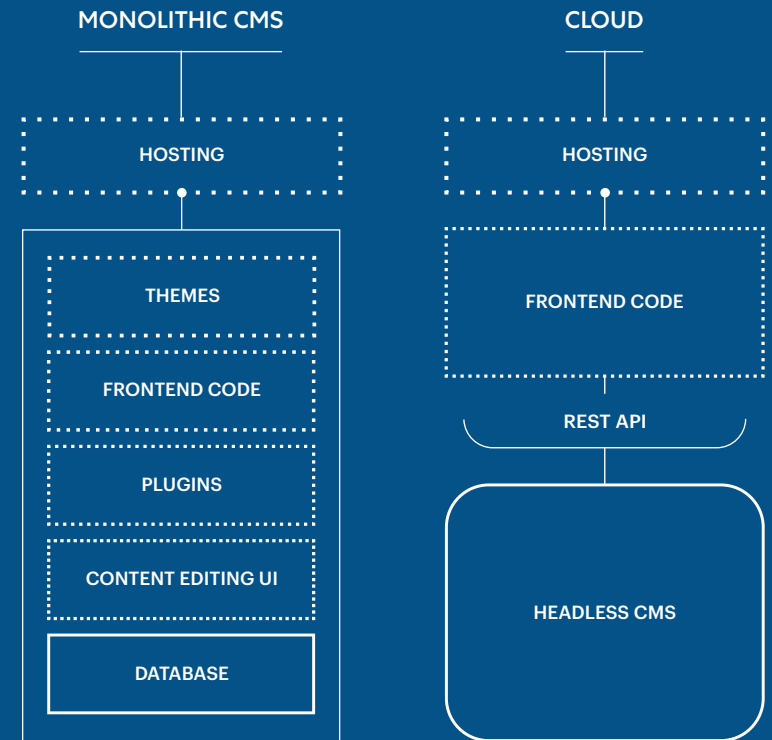 MONOLITHIC CMS
HOSTING
THEMES
FRONTEND CODE
PLUGINS
CONTENT EDITING UI
DATABASE
CLOUD
HOSTING
FRONTEND CODE
REST API
HEADLESS CMS